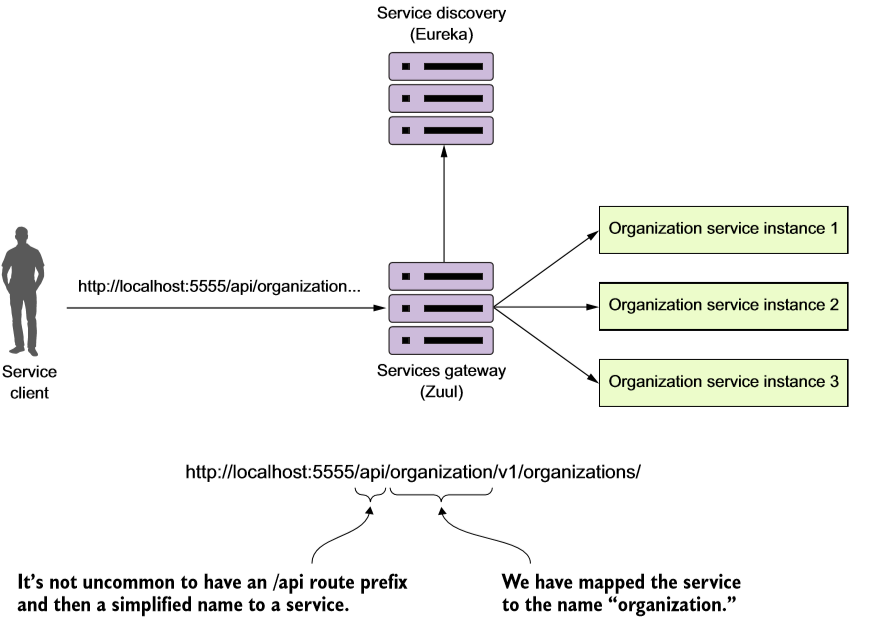 Service discovery
(Eureka)
Organization service instance 1
http://localhost:5555/api/organization...
Organization service instance 2
Service
client
Services gateway
(Zuul)
Organization service instance 3
http://localhost:5555/api/organization/v1/organizations/
It's not uncommon to have an /api route prefix
and then a simplified name to a service.
We have mapped the service
to the name “organization.”